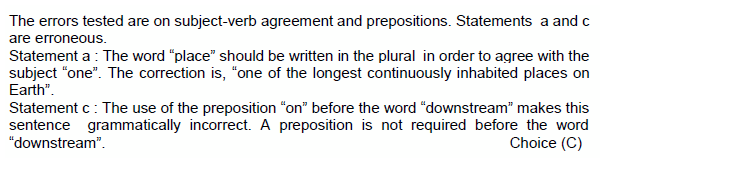 The errors tested are on subject-verb agreement and prepositions. Statements a and c
are erroneous.
Statement a : The word “place” should be written in the plural in order to agree with the
subject “one”. The correction is, “one of the longest continuously inhabited places on
Earth”.
Statement c : The use of the preposition “on” before the word “downstream” makes this
sentence grammatically incorrect. A preposition is not required before the word
“downstream”. Choice (C)